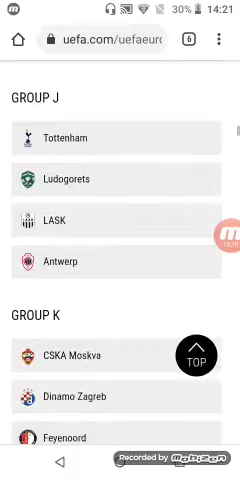 30% 14:21
uefa.com/uefaeuro
6
GROUP J
Tottenham
Ludogorets
LASK
Antwerp
GROUP K
CSKA Moskva
TOP
Dinamo Zagreb
Feyenoord
Recorded by MOBIZEN